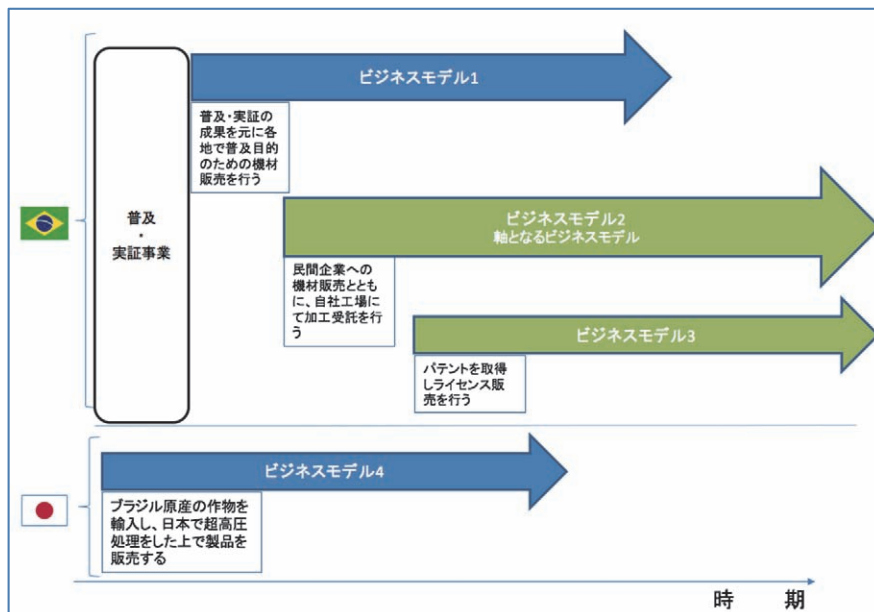 ビジネスモデル1
普及・実証の
成果を元に各
地で普及目的
のための機材
販売を行う
普及
・
実証事業
ビジネスモデル2
軸となるビジネスモデル
民間企業への
機材販売ととも
に、自社工場に
て加工受託を行
う
ビジネスモデル3
パテントを取得
しライセンス販
売を行う
ビジネスモデル4
ブラジル原産の作物を
輸入し、日本で超高圧
処理をした上で製品を
販売する
時　期